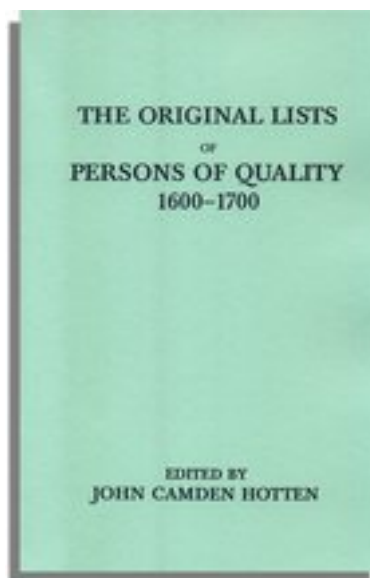 THE ORIGINAL LISTS
OF
PERSONS OF QUALITY
1600-1700
EDITED BY
JOHN CAMDEN HOTTEN